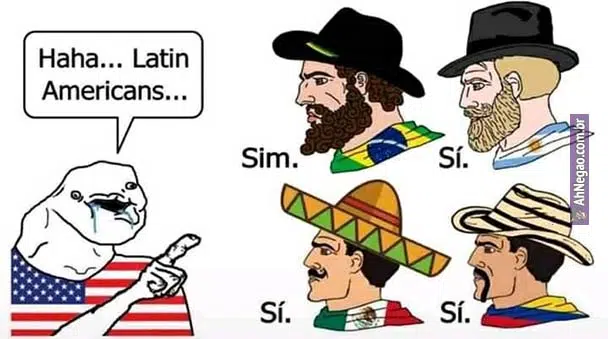 Haha... Latin
Americans...
Sim.
Sí.
Sí.
Sí.
AhNegao.com.br